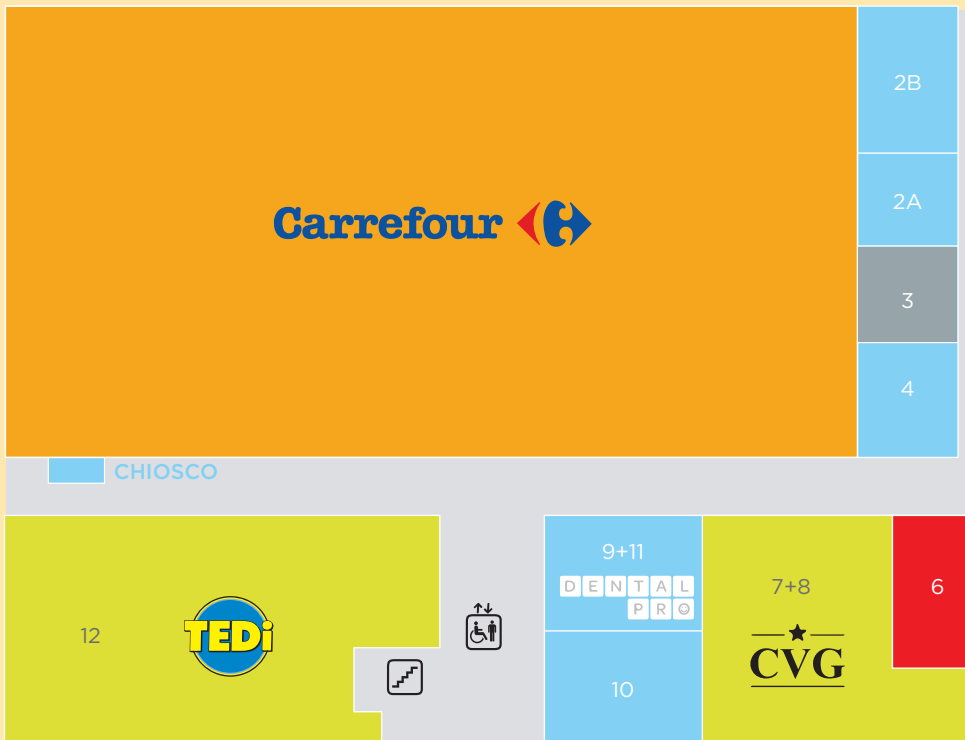 2B
2A
Carrefour
3
4
CHIOSCO
9+11
DENTAL
PRO
7+8
6
12
TEDi
CVG
10